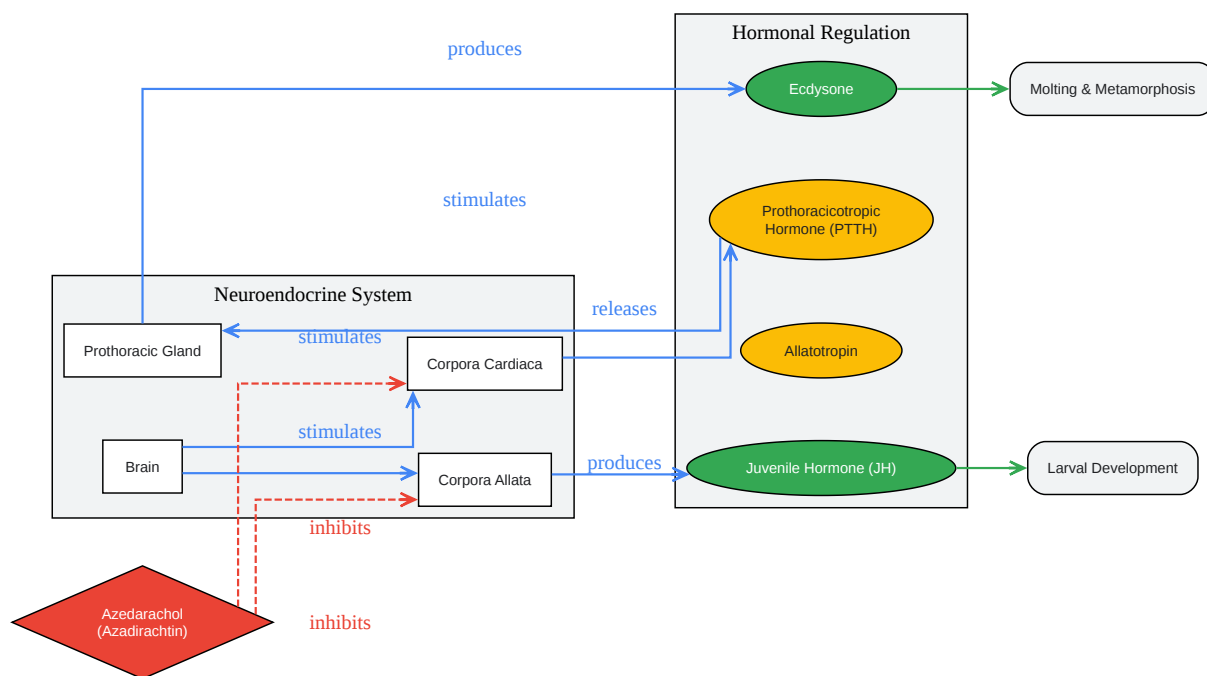 Hormonal Regulation
produces
Ecdysone
Molting & Metamorphosis
stimulates
Prothoracicotropic
Hormone (PTTH)
Neuroendocrine System
releases
stimulates
Prothoracic Gland
Corpora Cardiaca
Allatotropin
stimulates
Brain
Corpora Allata
produces
Juvenile Hormone (JH)
Larval Development
inhibits
Azedarachol
(Azadirachtin)
inhibits